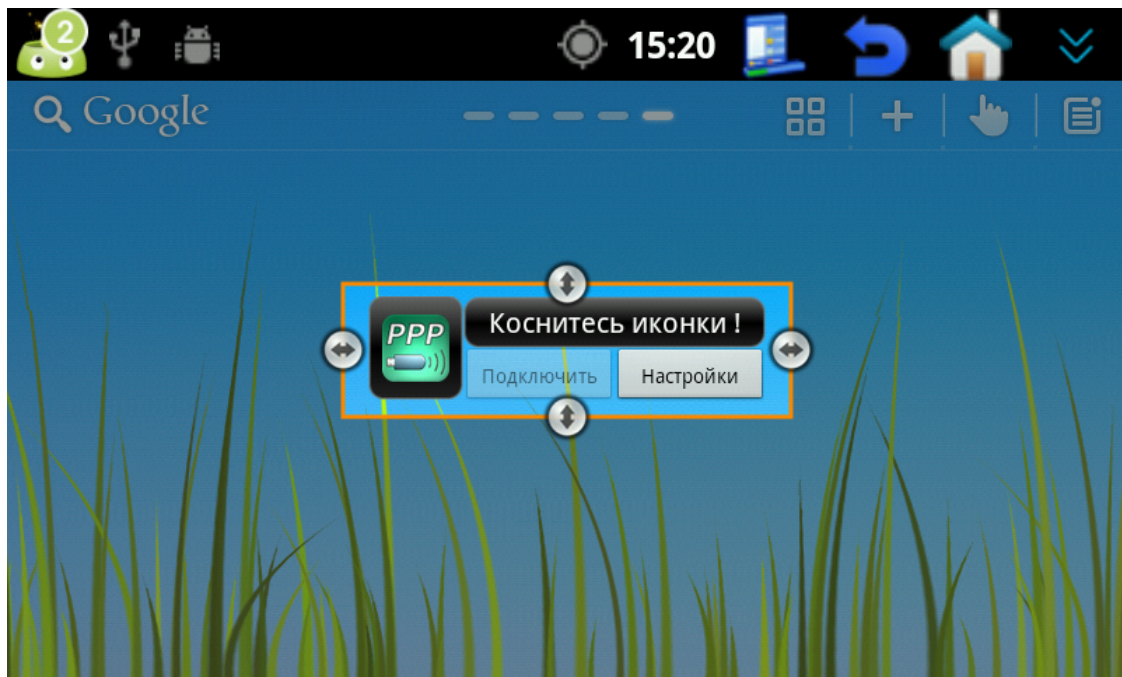 2
15:20
Google
PPP
Коснитесь иконки !
Подключить
Настройки